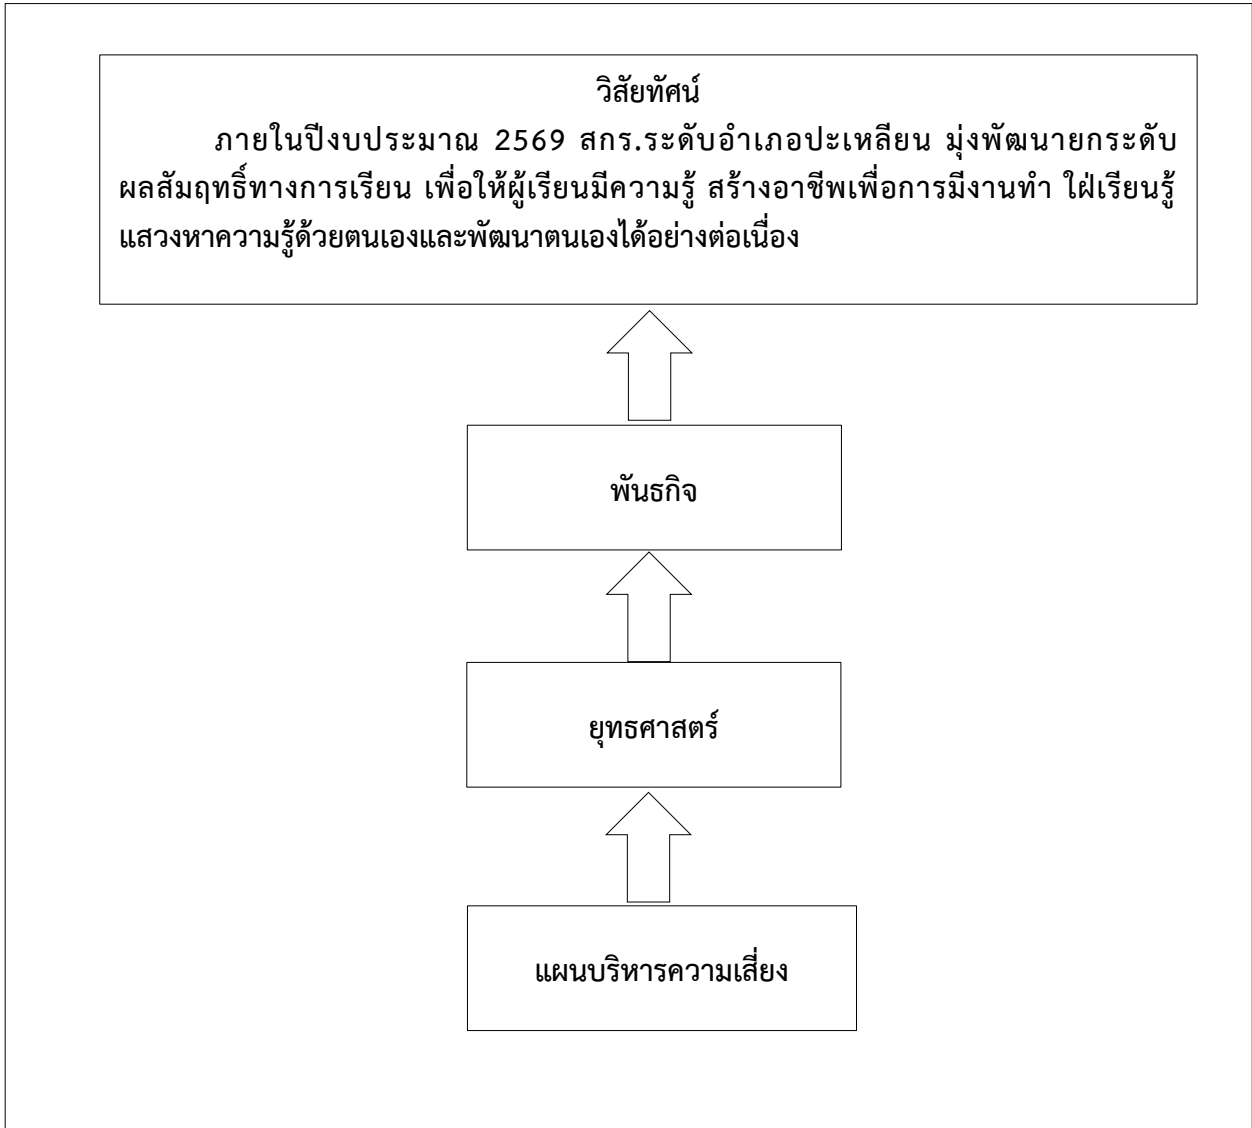 วิสัยทัศน์
ภายในปีงบประมาณ 2569 สกร.ระดับอำเภอปะเหลียน มุ่งพัฒนายกระดับ
ผลสัมฤทธิ์ทางการเรียน เพื่อให้ผู้เรียนมีความรู้ สร้างอาชีพเพื่อการมีงานทำ ใฝ่เรียนรู้
แสวงหาความรู้ด้วยตนเองและพัฒนาตนเองได้อย่างต่อเนื่อง
พันธกิจ
ยุทธศาสตร์
แผนบริหารความเสี่ยง